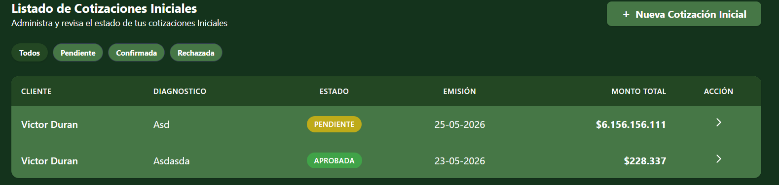 Listado de Cotizaciones Iniciales
Administra y revisa el estado de tus cotizaciones Iniciales
+ Nueva Cotización Inicial
Todos Pendiente Confirmada Rechazada
CLIENTE DIAGNOSTICO ESTADO EMISIÓN MONTO TOTAL ACCIÓN
Victor Duran Asd PENDIENTE 25-05-2026 $6.156.156.111 >
Victor Duran Asdasda APROBADA 23-05-2026 $228.337 >